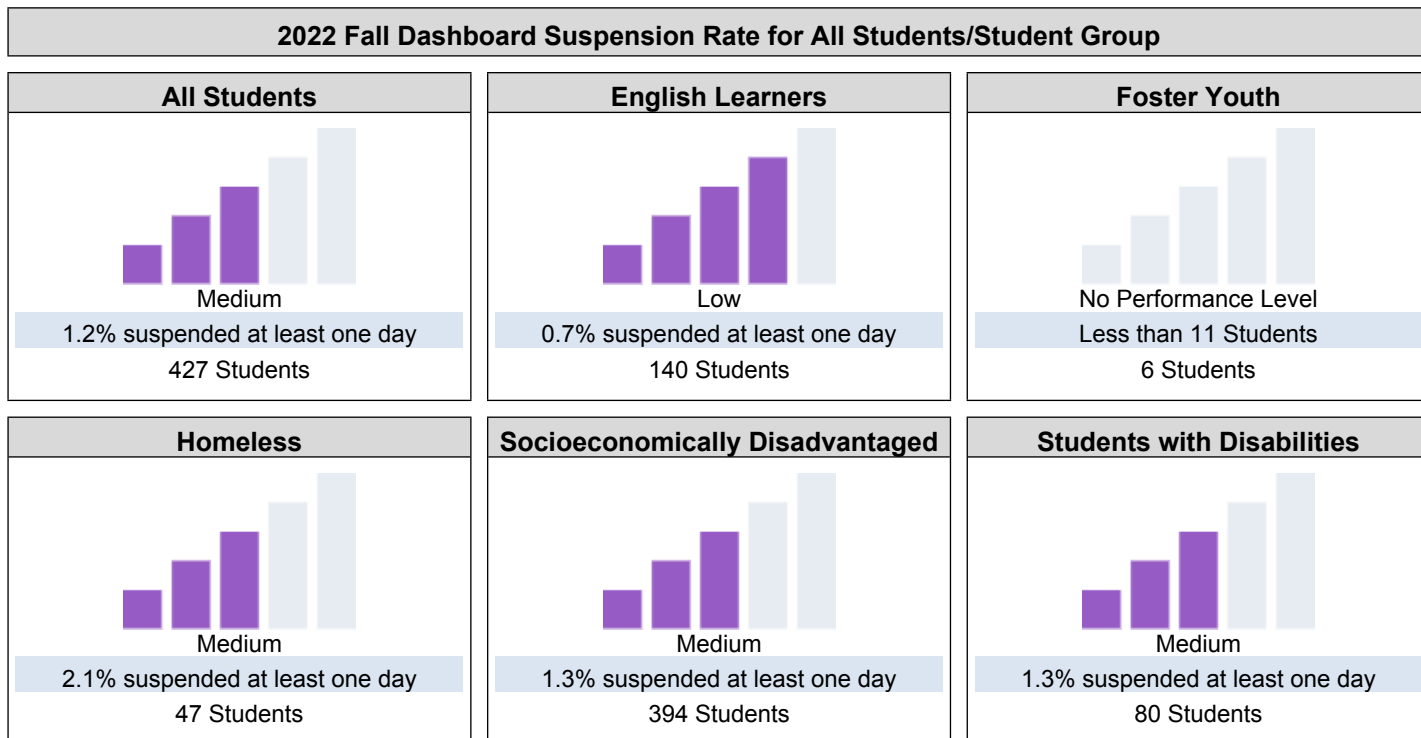 2022 Fall Dashboard Suspension Rate for All Students/Student Group
All Students
Medium
1.2% suspended at least one day
427 Students
English Learners
Low
0.7% suspended at least one day
140 Students
Foster Youth
No Performance Level
Less than 11 Students
6 Students
Homeless
Medium
2.1% suspended at least one day
47 Students
Socioeconomically Disadvantaged
Medium
1.3% suspended at least one day
394 Students
Students with Disabilities
Medium
1.3% suspended at least one day
80 Students